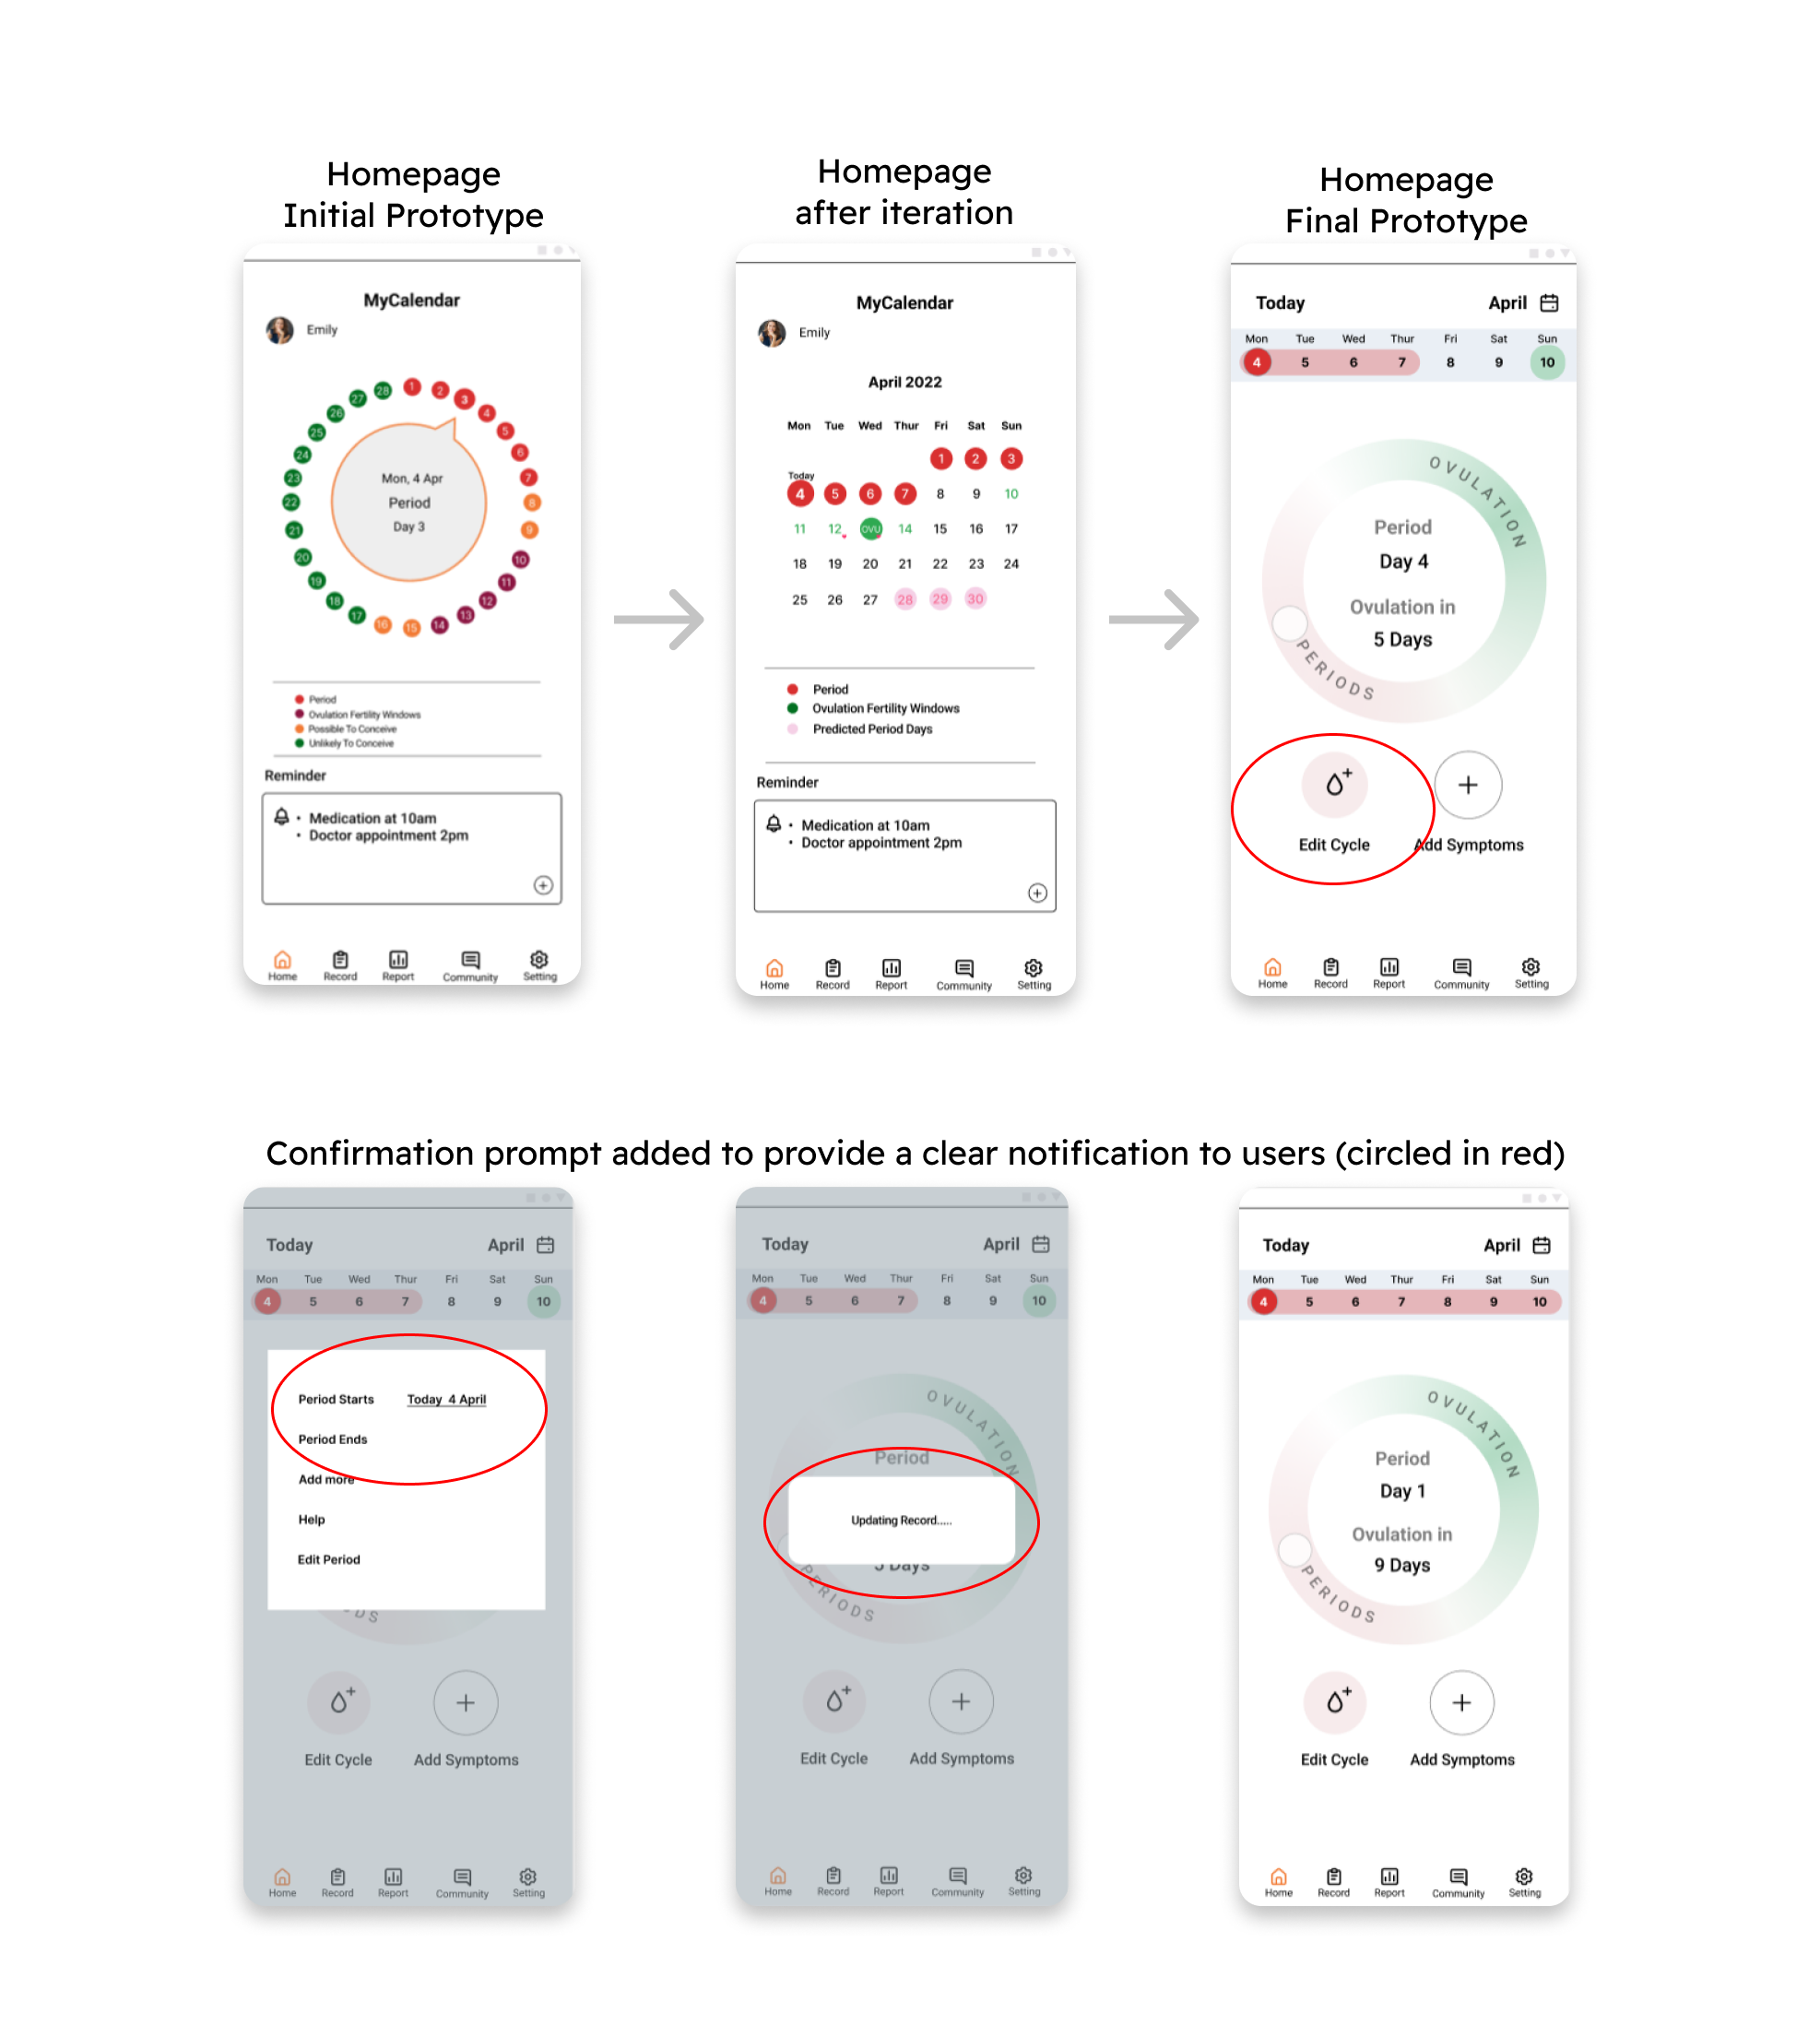 Homepage
Initial Prototype
Homepage
after iteration
Homepage
Final Prototype
MyCalendar
Emily
1
2
3
4
5
6
7
8
9
10
11
12
13
14
15
16
17
18
19
20
21
22
23
24
25
26
27
28
Mon, 4 Apr
Period
Day 3
Period
Ovulation Fertility Windows
Possible To Conceive
Unlikely To Conceive
Reminder
• Medication at 10am
• Doctor appointment 2pm
Home Record Report Community Setting
MyCalendar
Emily
April 2022
Mon Tue Wed Thur Fri Sat Sun
1 2 3
Today
4 5 6 7 8 9 10
11 12 OVU 14 15 16 17
18 19 20 21 22 23 24
25 26 27 28 29 30
Period
Ovulation Fertility Windows
Predicted Period Days
Reminder
• Medication at 10am
• Doctor appointment 2pm
Home Record Report Community Setting
Today April
Mon Tue Wed Thur Fri Sat Sun
4 5 6 7 8 9 10
OVULATION
Period
Day 4
Ovulation in
5 Days
PERIODS
Edit Cycle Add Symptoms
Home Record Report Community Setting
Confirmation prompt added to provide a clear notification to users (circled in red)
Today April
Mon Tue Wed Thur Fri Sat Sun
4 5 6 7 8 9 10
Period Starts Today 4 April
Period Ends
Add more
Help
Edit Period
DS
Edit Cycle Add Symptoms
Home Record Report Community Setting
Today April
Mon Tue Wed Thur Fri Sat Sun
4 5 6 7 8 9 10
OVULATION
Period
Updating Record.....
5 Days
PERIODS
Edit Cycle Add Symptoms
Home Record Report Community Setting
Today April
Mon Tue Wed Thur Fri Sat Sun
4 5 6 7 8 9 10
OVULATION
Period
Day 1
Ovulation in
9 Days
PERIODS
Edit Cycle Add Symptoms
Home Record Report Community Setting